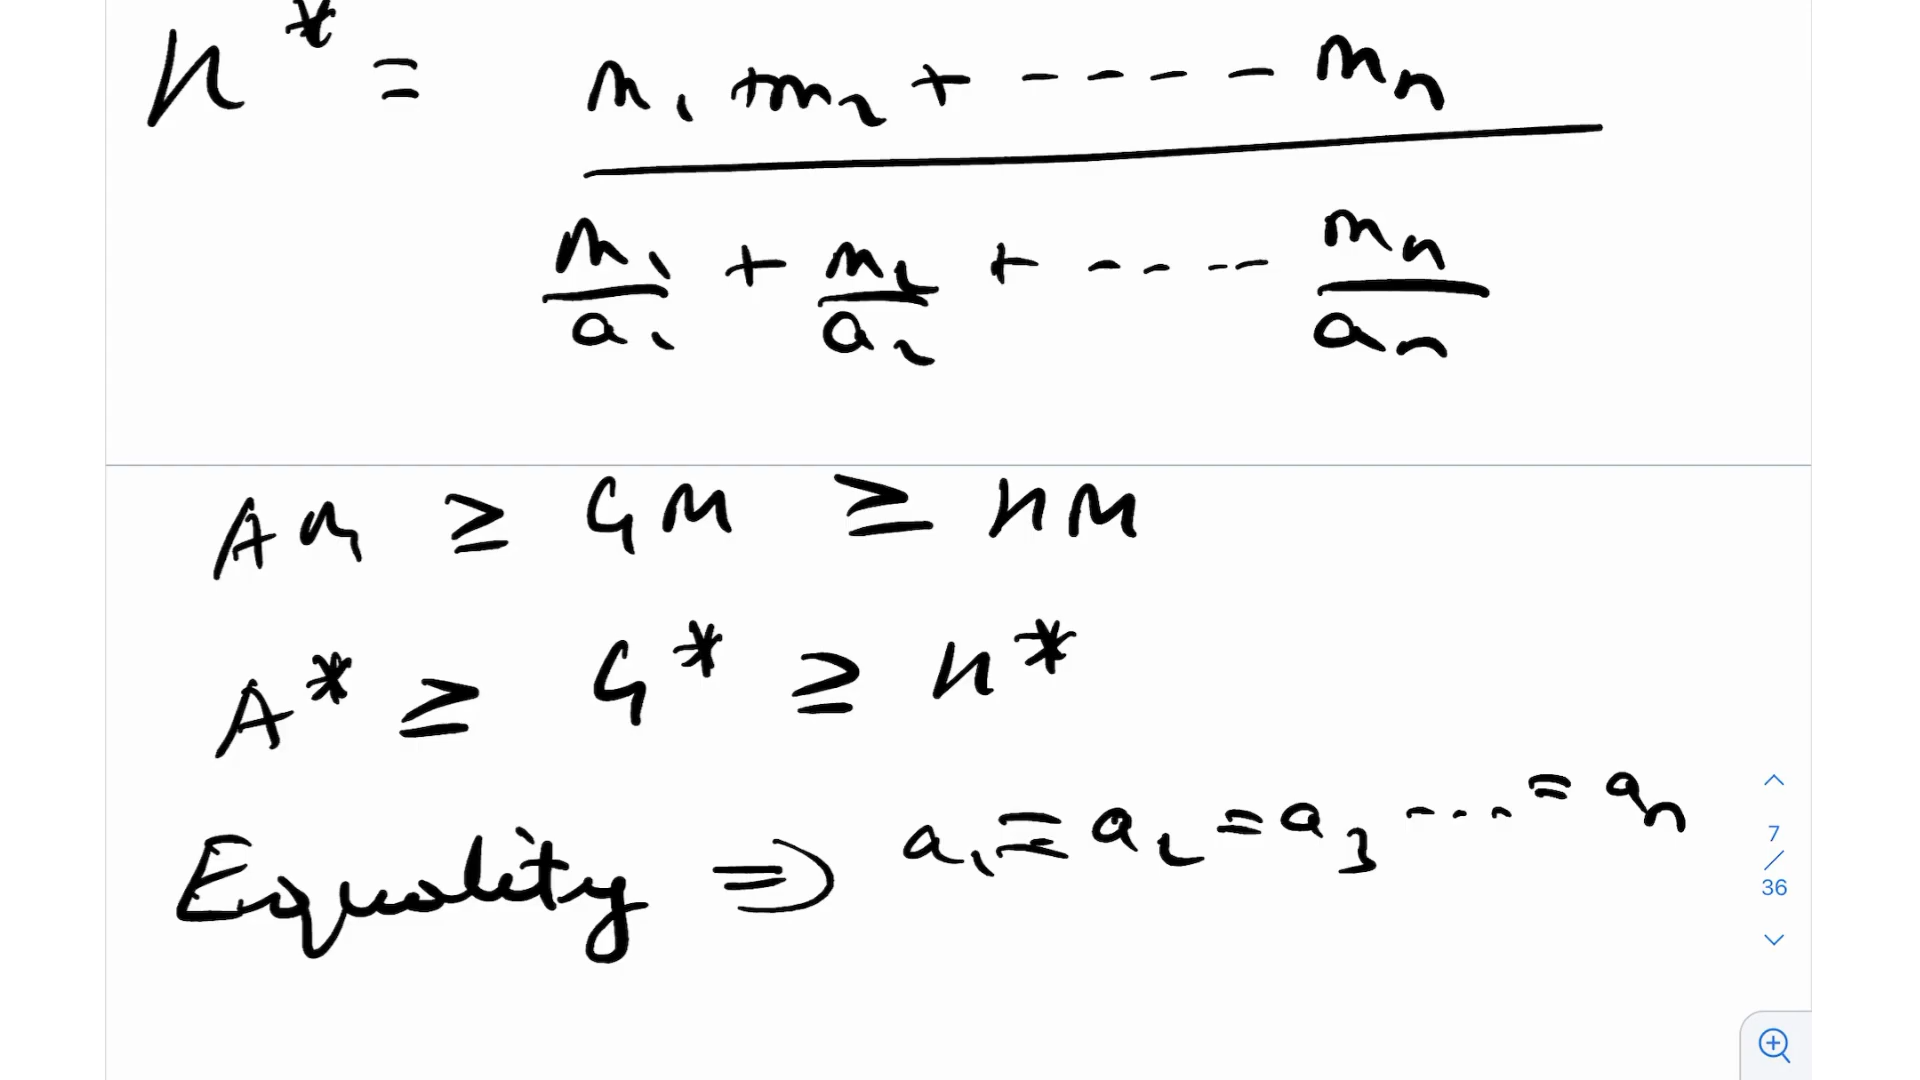 H* = m₁ + m₂ + - - - - - mₙ
m₁/a₁ + m₂/a₂ + - - - - mₙ/aₙ
AM ≥ GM ≥ HM
A* ≥ G* ≥ H*
Equality ⇒ a₁ = a₂ = a₃ .... = aₙ
7
/
36